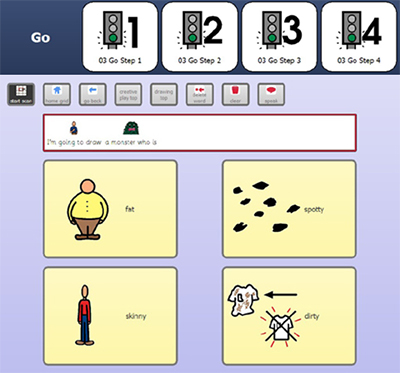 Go
1
2
3
4
03 Go Step 1
03 Go Step 2
03 Go Step 3
03 Go Step 4
start over
home grid
go back
creative
play top
drawing
top
delete
word
clear
speak
I'm going to draw a monster who is
fat
spotty
skinny
dirty